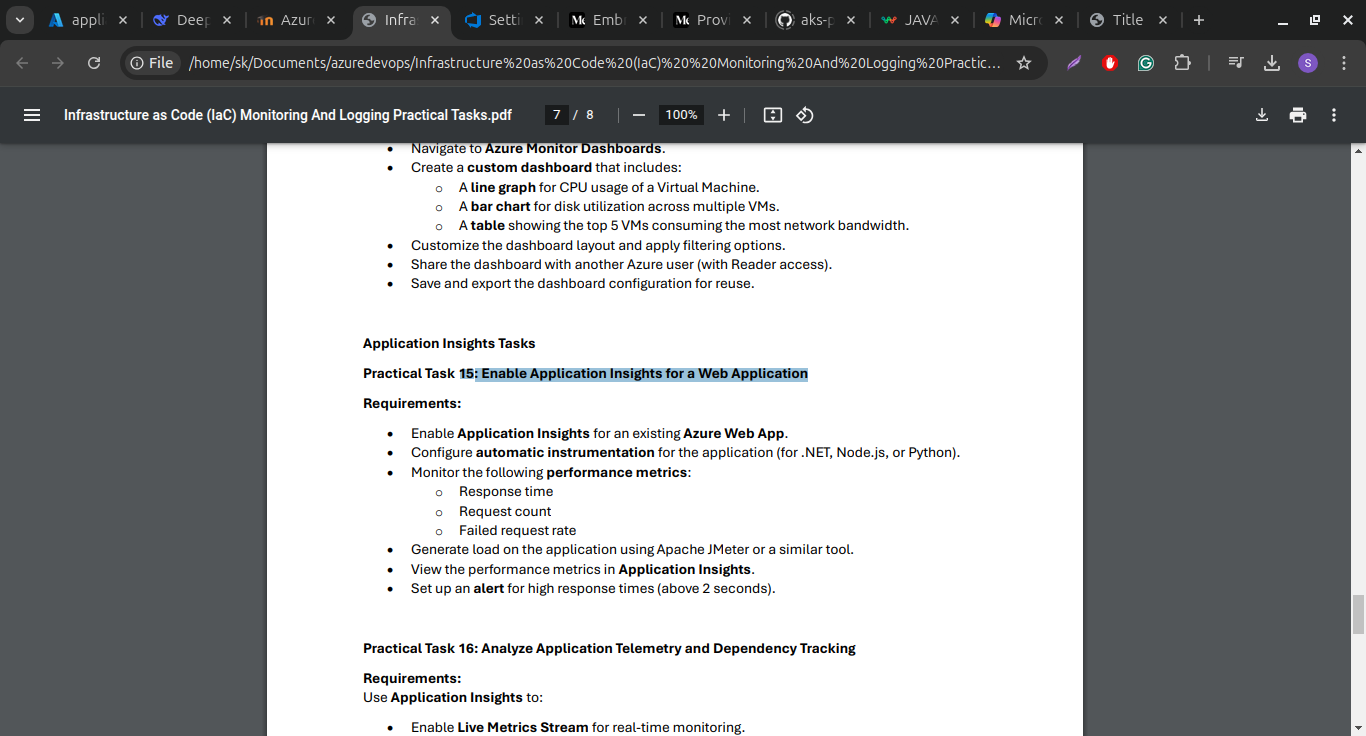 appli
Deep
Azur
Infra
Setti
Emb
Provi
aks-p
JAVA
Micr
Title
File
/home/sk/Documents/azuredevops/Infrastructure%20as%20Code%20(IaC)%20%20Monitoring%20And%20Logging%20Practic...
S
Infrastructure as Code (IaC) Monitoring And Logging Practical Tasks.pdf
7 / 8
100%
• Navigate to Azure Monitor Dashboards.
• Create a custom dashboard that includes:
o A line graph for CPU usage of a Virtual Machine.
o A bar chart for disk utilization across multiple VMs.
o A table showing the top 5 VMs consuming the most network bandwidth.
• Customize the dashboard layout and apply filtering options.
• Share the dashboard with another Azure user (with Reader access).
• Save and export the dashboard configuration for reuse.
Application Insights Tasks
Practical Task 15: Enable Application Insights for a Web Application
Requirements:
• Enable Application Insights for an existing Azure Web App.
• Configure automatic instrumentation for the application (for .NET, Node.js, or Python).
• Monitor the following performance metrics:
o Response time
o Request count
o Failed request rate
• Generate load on the application using Apache JMeter or a similar tool.
• View the performance metrics in Application Insights.
• Set up an alert for high response times (above 2 seconds).
Practical Task 16: Analyze Application Telemetry and Dependency Tracking
Requirements:
Use Application Insights to:
• Enable Live Metrics Stream for real-time monitoring.